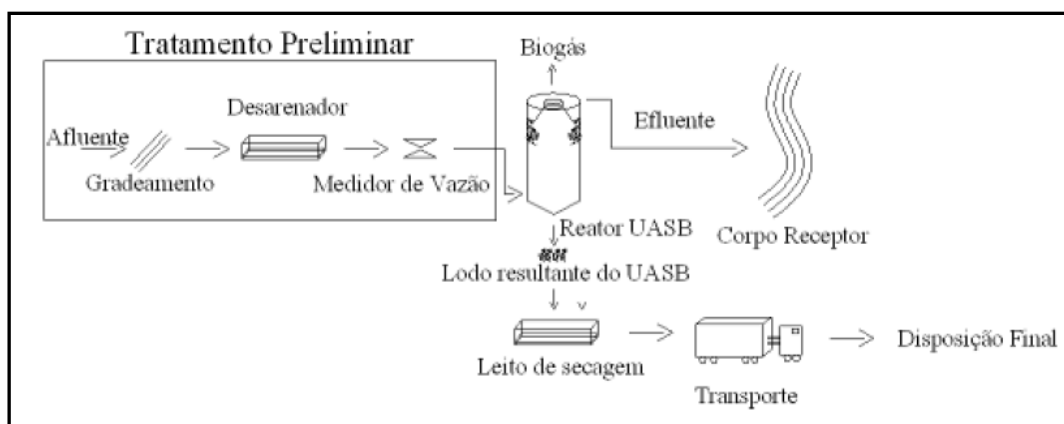 Tratamento Preliminar
Biogás
Desarenador
Afluente
Efluente
Gradeamento
Medidor de Vazão
Reator UASB
Corpo Receptor
Lodo resultante do UASB
Leito de secagem
Disposição Final
Transporte